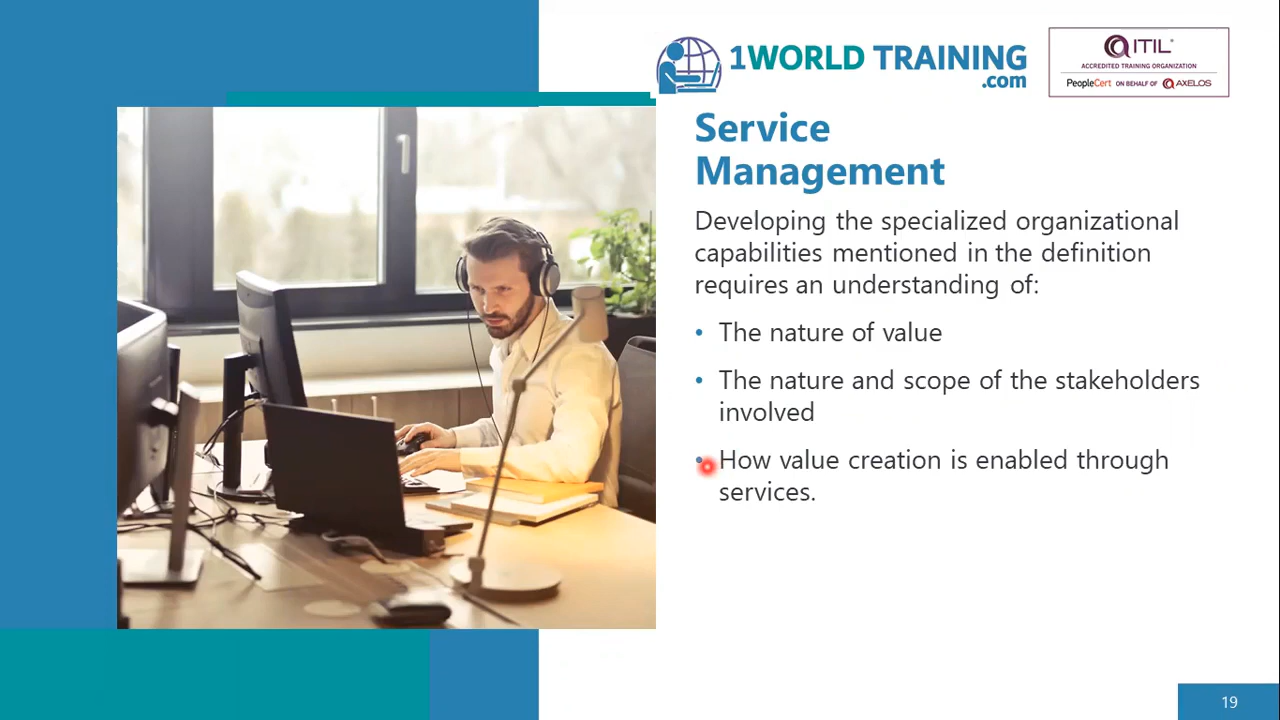 1WORLD TRAINING
.com
ITIL®
ACCREDITED TRAINING ORGANIZATION
PeopleCert ON BEHALF OF AXELOS
Service
Management
Developing the specialized organizational
capabilities mentioned in the definition
requires an understanding of:
• The nature of value
• The nature and scope of the stakeholders
involved
• How value creation is enabled through
services.
19